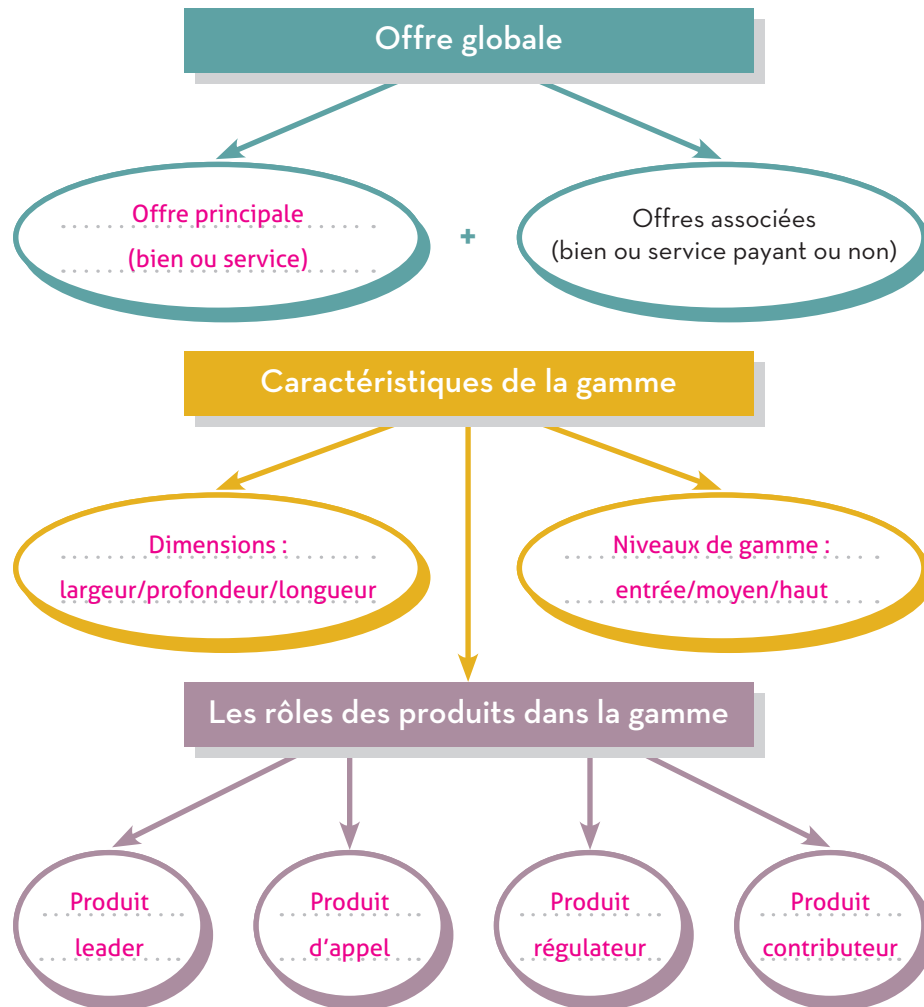 Offre globale
Offre principale
(bien ou service)
+
Offres associées
(bien ou service payant ou non)
Caractéristiques de la gamme
Dimensions :
largeur/profondeur/longueur
Niveaux de gamme :
entrée/moyen/haut
Les rôles des produits dans la gamme
Produit
leader
Produit
d'appel
Produit
régulateur
Produit
contributeur